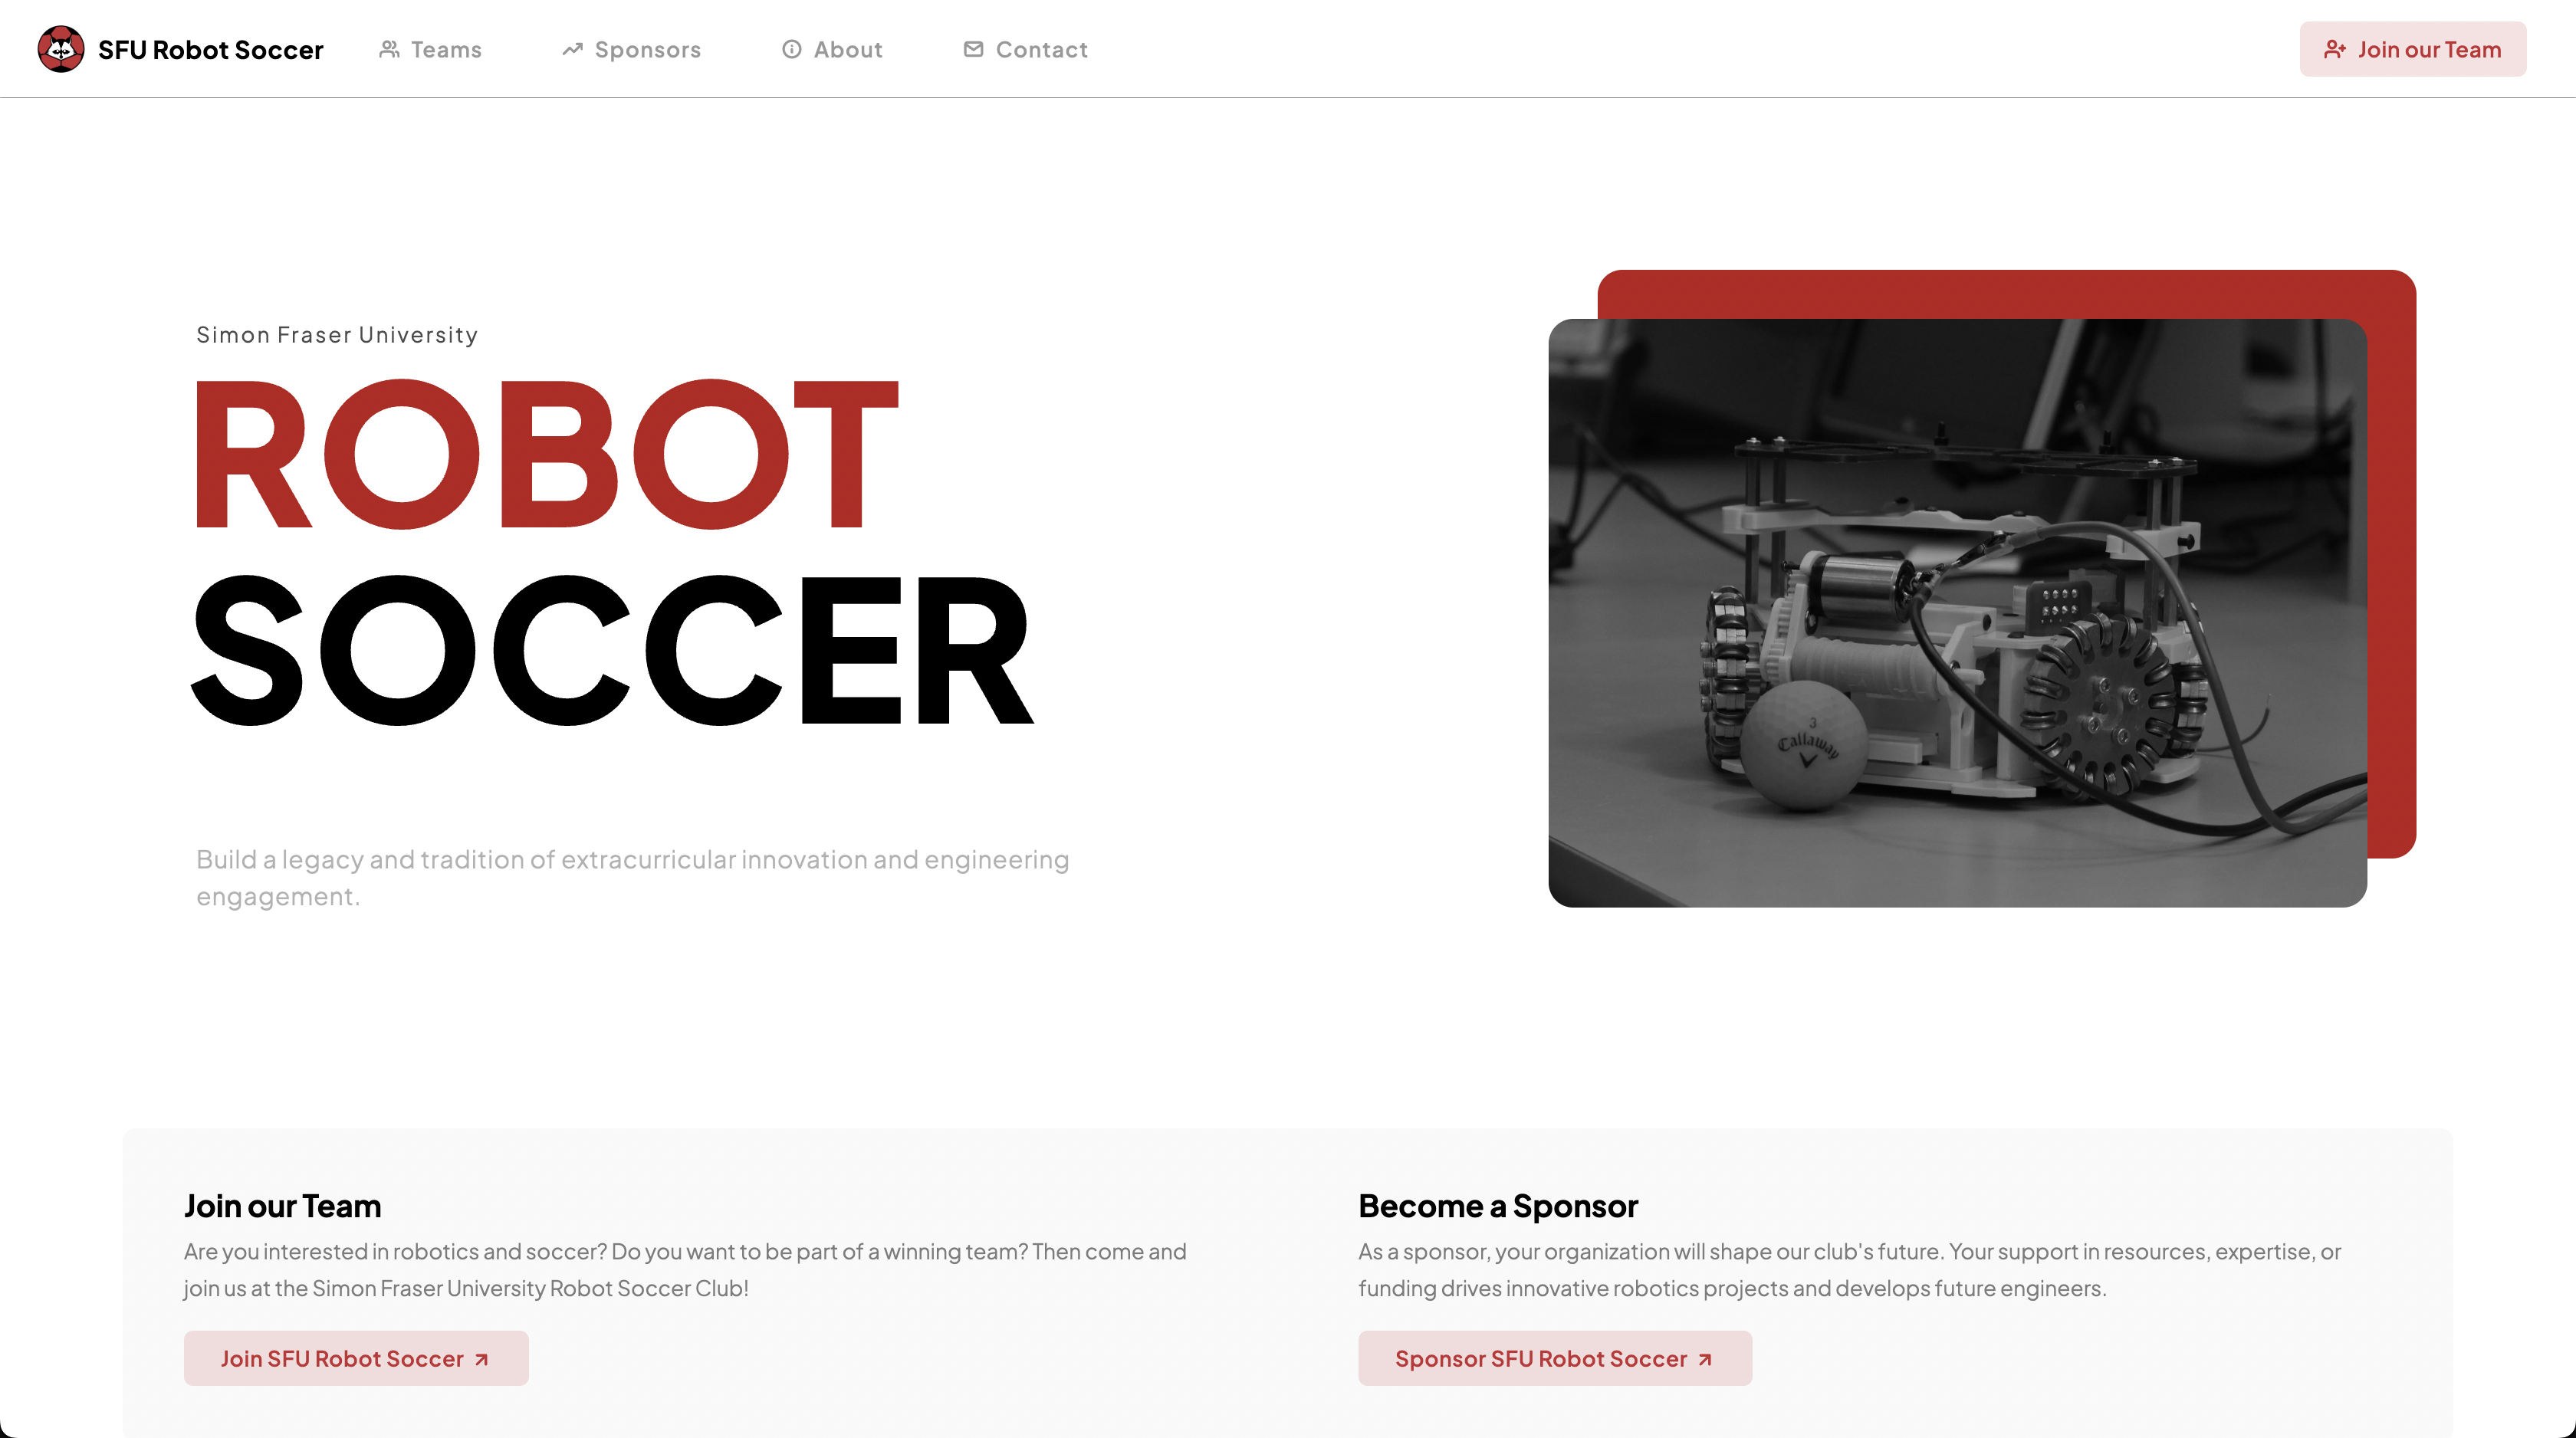 SFU Robot Soccer
Teams
Sponsors
About
Contact
Join our Team
Simon Fraser University
ROBOT
SOCCER
Build a legacy and tradition of extracurricular innovation and engineering
engagement.
3
Callaway
Join our Team
Are you interested in robotics and soccer? Do you want to be part of a winning team? Then come and
join us at the Simon Fraser University Robot Soccer Club!
Join SFU Robot Soccer
Become a Sponsor
As a sponsor, your organization will shape our club's future. Your support in resources, expertise, or
funding drives innovative robotics projects and develops future engineers.
Sponsor SFU Robot Soccer